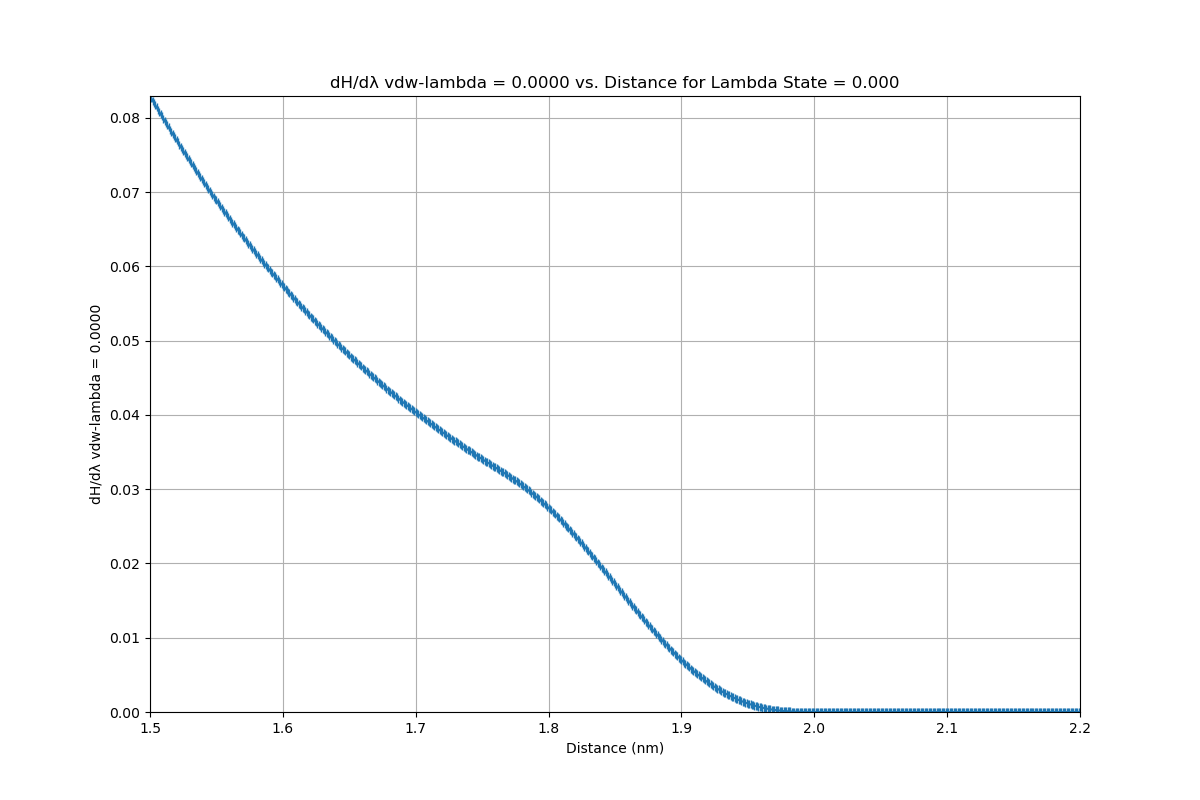 dH/dλ vdw-lambda = 0.0000 vs. Distance for Lambda State = 0.000
dH/dλ vdw-lambda = 0.0000
0.08
0.07
0.06
0.05
0.04
0.03
0.02
0.01
0.00
1.5 1.6 1.7 1.8 1.9 2.0 2.1 2.2
Distance (nm)